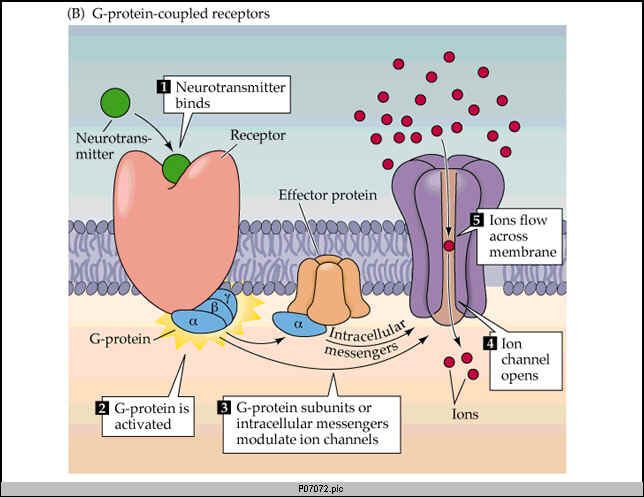 (B) G-protein-coupled receptors
1 Neurotransmitter
binds
Neurotrans-
mitter
Receptor
Effector protein
5 Ions flow
across
membrane
γ
β
α
α
G-protein
Intracellular
messengers
4 Ion
channel
opens
2 G-protein is
activated
3 G-protein subunits or
intracellular messengers
modulate ion channels
Ions
P07072.pic